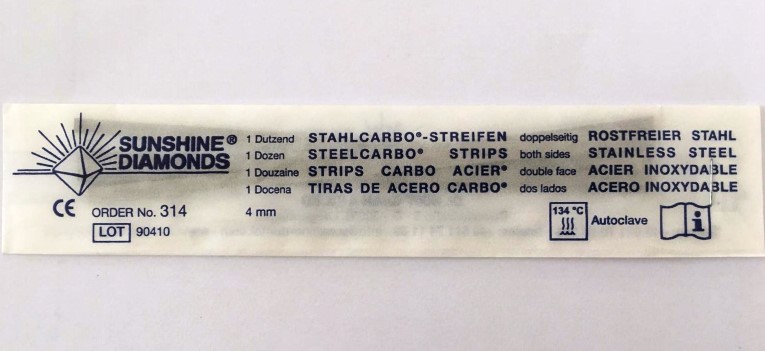 SUNSHINE® DIAMONDS
1 Dutzend STAHLCARBO®-STREIFEN doppelseitig ROSTFREIER STAHL
1 Dozen STEELCARBO® STRIPS both sides STAINLESS STEEL
1 Douzaine STRIPS CARBO ACIER® double face ACIER INOXYDABLE
1 Docena TIRAS DE ACERO CARBO® dos lados ACERO INOXYDABLE
CE ORDER No. 314 4 mm
134 °C Autoclave i
LOT 90410